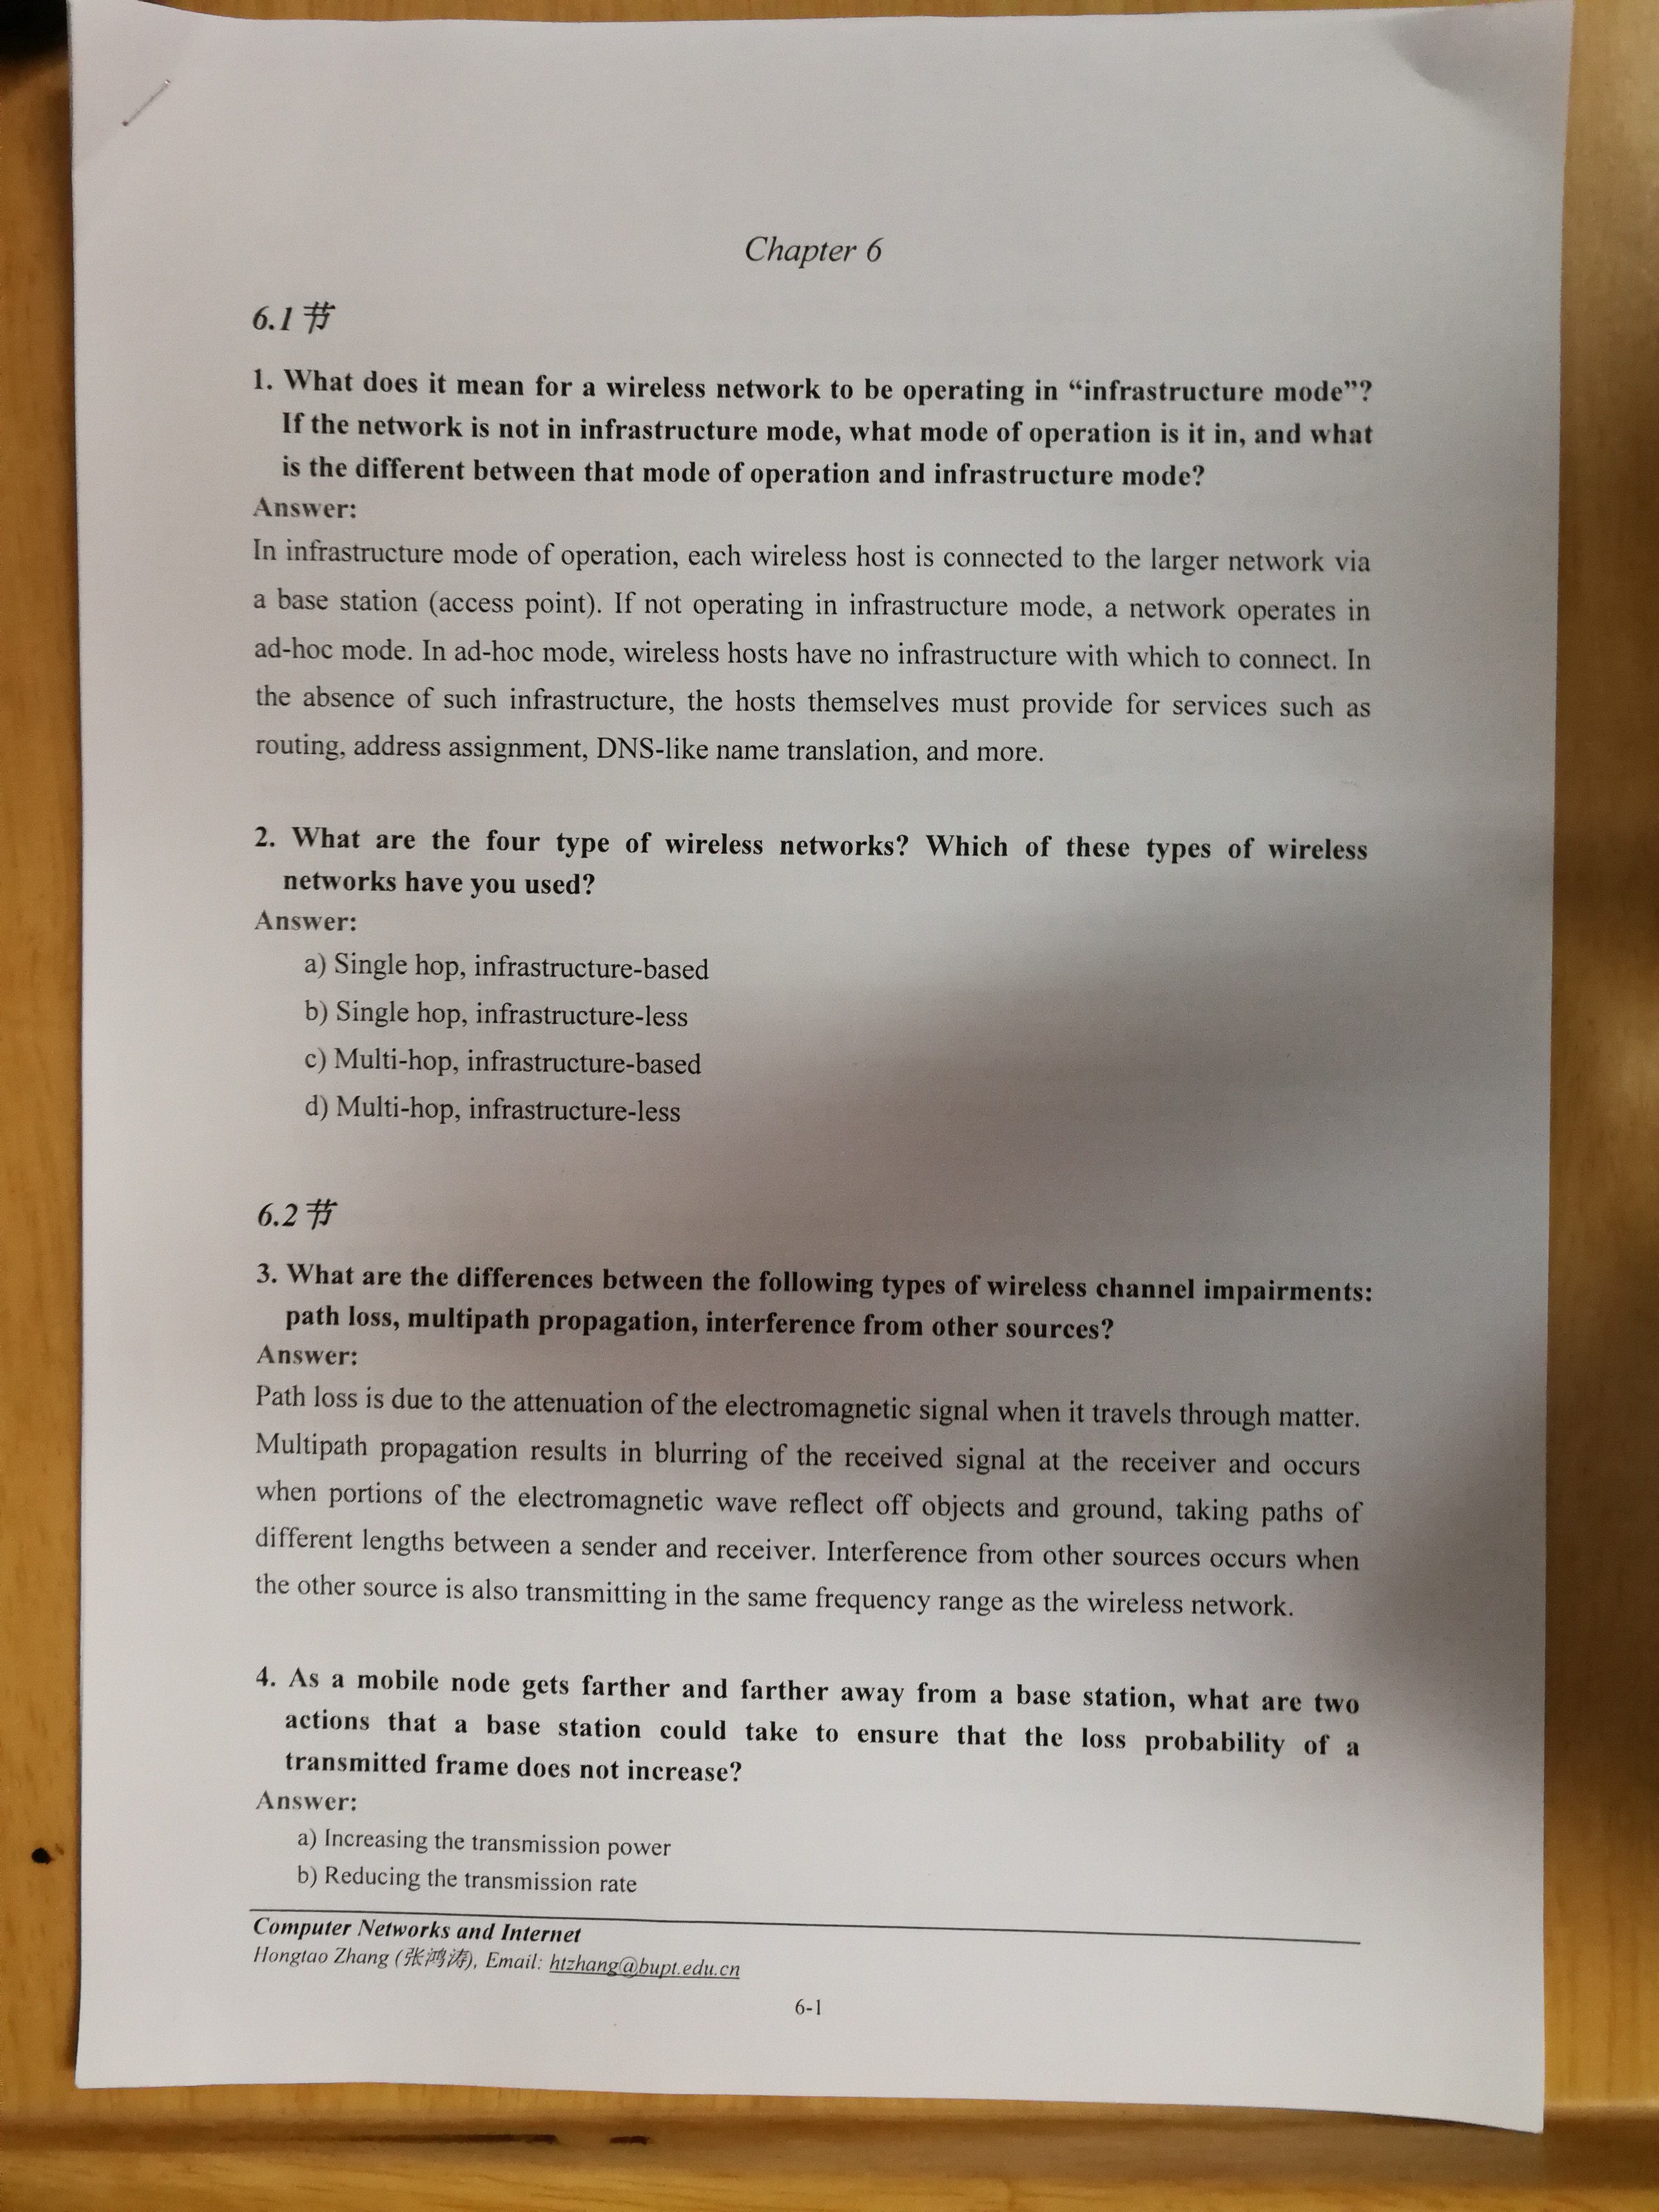 Chapter 6
6.1 节
1. What does it mean for a wireless network to be operating in “infrastructure mode”?
If the network is not in infrastructure mode, what mode of operation is it in, and what
is the different between that mode of operation and infrastructure mode?
Answer:
In infrastructure mode of operation, each wireless host is connected to the larger network via
a base station (access point). If not operating in infrastructure mode, a network operates in
ad-hoc mode. In ad-hoc mode, wireless hosts have no infrastructure with which to connect. In
the absence of such infrastructure, the hosts themselves must provide for services such as
routing, address assignment, DNS-like name translation, and more.
2. What are the four type of wireless networks? Which of these types of wireless
networks have you used?
Answer:
a) Single hop, infrastructure-based
b) Single hop, infrastructure-less
c) Multi-hop, infrastructure-based
d) Multi-hop, infrastructure-less
6.2 节
3. What are the differences between the following types of wireless channel impairments:
path loss, multipath propagation, interference from other sources?
Answer:
Path loss is due to the attenuation of the electromagnetic signal when it travels through matter.
Multipath propagation results in blurring of the received signal at the receiver and occurs
when portions of the electromagnetic wave reflect off objects and ground, taking paths of
different lengths between a sender and receiver. Interference from other sources occurs when
the other source is also transmitting in the same frequency range as the wireless network.
4. As a mobile node gets farther and farther away from a base station, what are two
actions that a base station could take to ensure that the loss probability of a
transmitted frame does not increase?
Answer:
a) Increasing the transmission power
b) Reducing the transmission rate
Computer Networks and Internet
Hongtao Zhang (张鸿涛), Email: htzhang@bupt.edu.cn
6-1